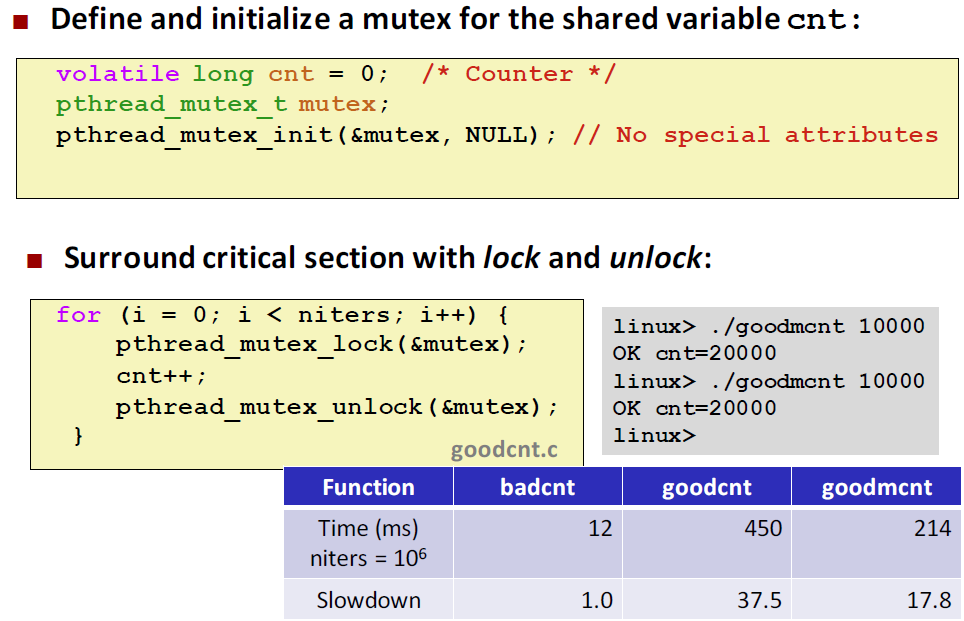 Define and initialize a mutex for the shared variable cnt:
volatile long cnt = 0;  /* Counter */
pthread_mutex_t mutex;
pthread_mutex_init(&mutex, NULL); // No special attributes
Surround critical section with lock and unlock:
for (i = 0; i < niters; i++) {
    pthread_mutex_lock(&mutex);
    cnt++;
    pthread_mutex_unlock(&mutex);
}
goodcnt.c
linux> ./goodmcnt 10000
OK cnt=20000
linux> ./goodmcnt 10000
OK cnt=20000
linux>
Function badcnt goodcnt goodmcnt
Time (ms) 12 450 214
niters = 10⁶
Slowdown 1.0 37.5 17.8